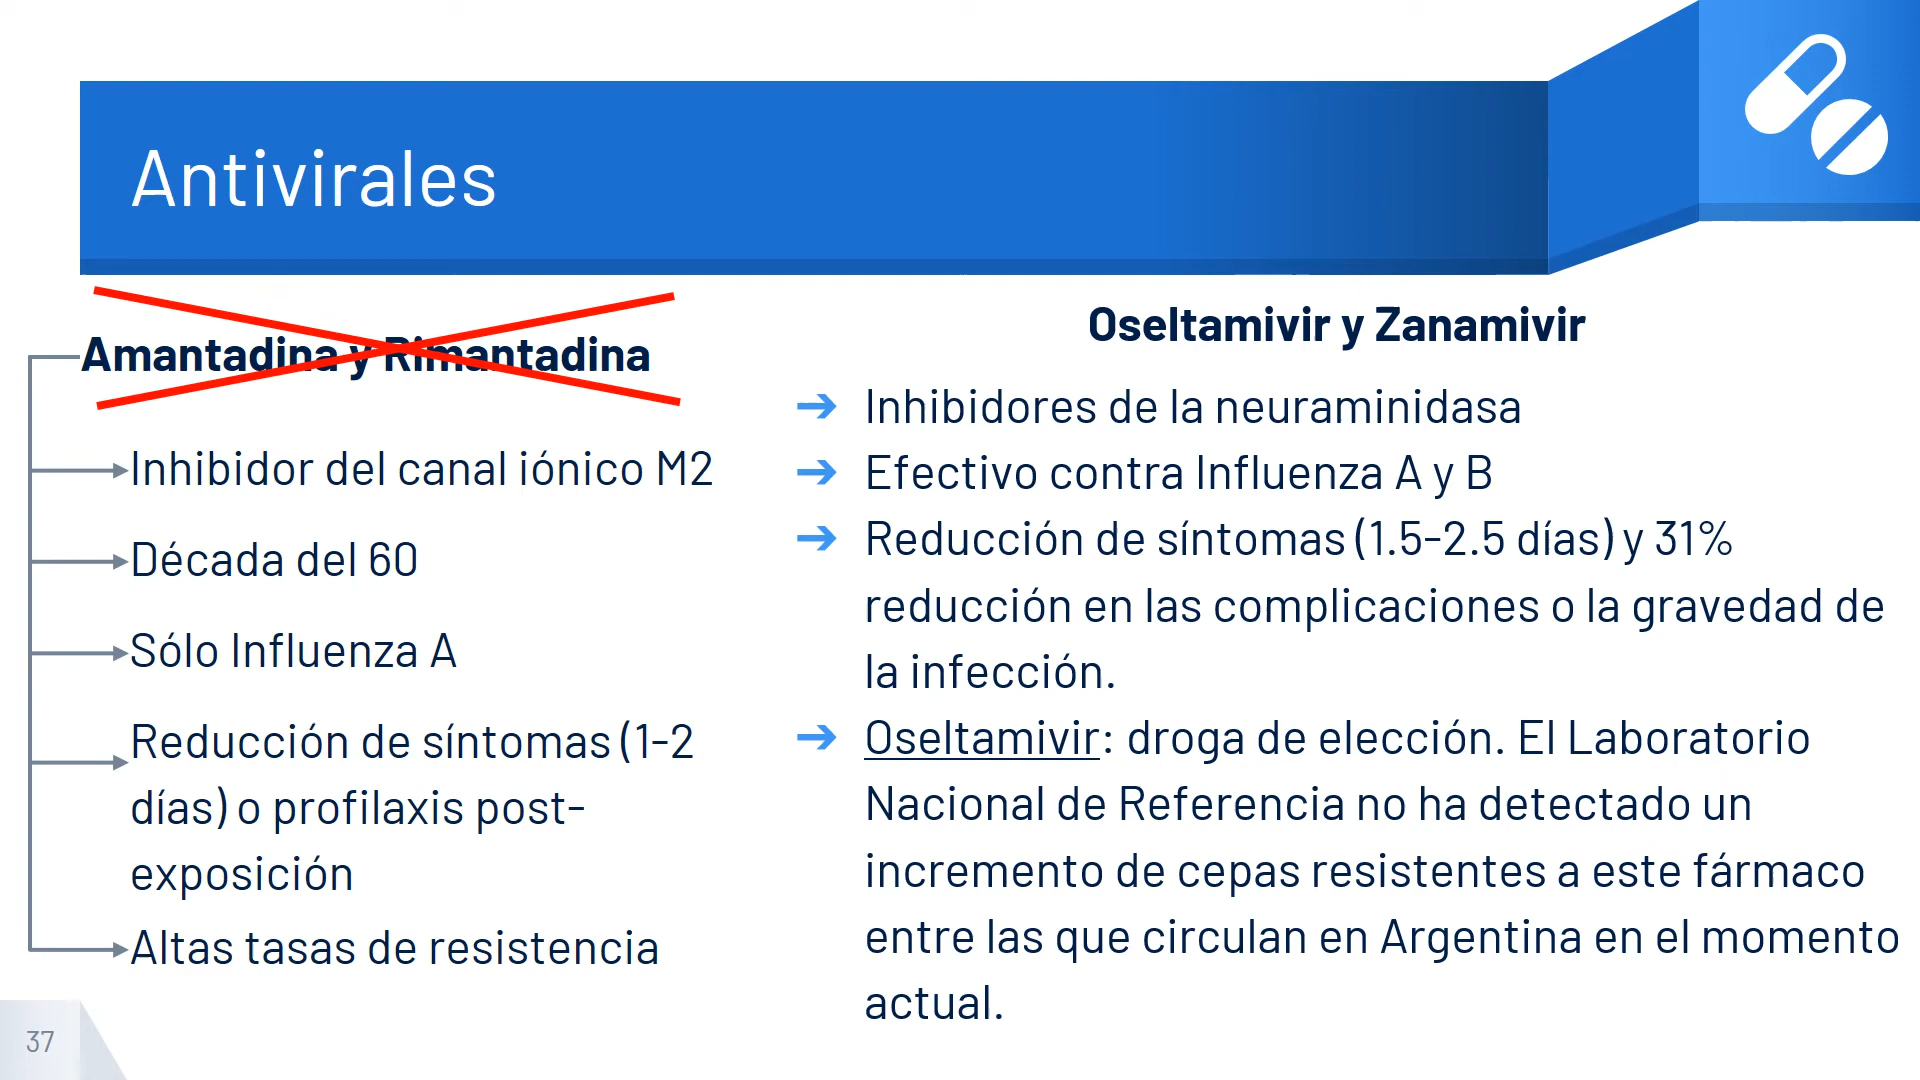 Antivirales
Amantadina y Rimantadina
Inhibidor del canal iónico M2
Década del 60
Sólo Influenza A
Reducción de síntomas (1-2
días) o profilaxis post-
exposición
Altas tasas de resistencia
Oseltamivir y Zanamivir
Inhibidores de la neuraminidasa
Efectivo contra Influenza A y B
Reducción de síntomas (1.5-2.5 días) y 31%
reducción en las complicaciones o la gravedad de
la infección.
Oseltamivir: droga de elección. El Laboratorio
Nacional de Referencia no ha detectado un
incremento de cepas resistentes a este fármaco
entre las que circulan en Argentina en el momento
actual.
37